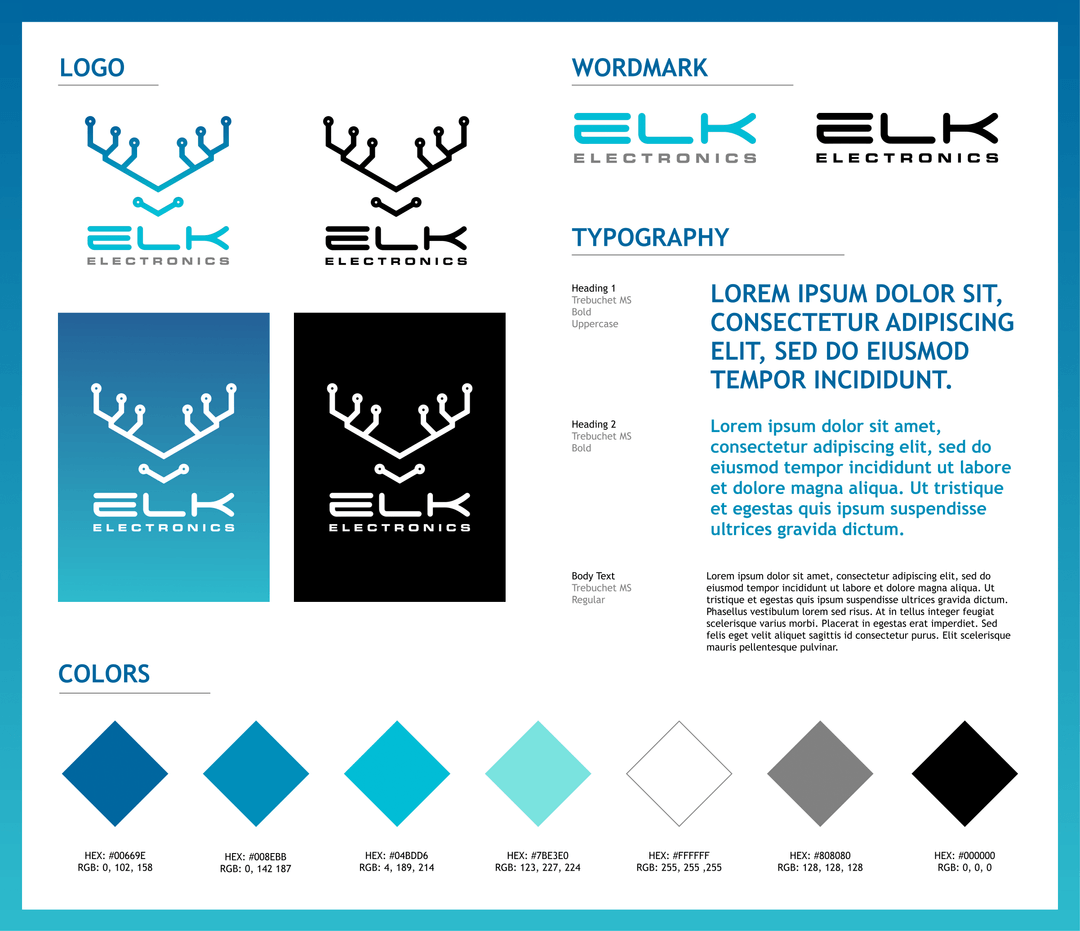 LOGO
ELK
ELECTRONICS
ELK
ELECTRONICS
ELK
ELECTRONICS
ELK
ELECTRONICS
WORDMARK
ELK
ELECTRONICS
ELK
ELECTRONICS
TYPOGRAPHY
Heading 1
Trebuchet MS
Bold
Uppercase
LOREM IPSUM DOLOR SIT,
CONSECTETUR ADIPISCING
ELIT, SED DO EIUSMOD
TEMPOR INCIDIDUNT.
Heading 2
Trebuchet MS
Bold
Lorem ipsum dolor sit amet,
consectetur adipiscing elit, sed do
eiusmod tempor incididunt ut labore
et dolore magna aliqua. Ut tristique
et egestas quis ipsum suspendisse
ultrices gravida dictum.
Body Text
Trebuchet MS
Regular
Lorem ipsum dolor sit amet, consectetur adipiscing elit, sed do
eiusmod tempor incididunt ut labore et dolore magna aliqua. Ut
tristique et egestas quis ipsum suspendisse ultrices gravida dictum.
Phasellus vestibulum lorem sed risus. At in tellus integer feugiat
scelerisque varius morbi. Placerat in egestas erat imperdiet. Sed
felis eget velit aliquet sagittis id consectetur purus. Elit scelerisque
mauris pellentesque pulvinar.
COLORS
HEX: #00669E
RGB: 0, 102, 158
HEX: #008EBB
RGB: 0, 142 187
HEX: #04BDD6
RGB: 4, 189, 214
HEX: #7BE3E0
RGB: 123, 227, 224
HEX: #FFFFFF
RGB: 255, 255 ,255
HEX: #808080
RGB: 128, 128, 128
HEX: #000000
RGB: 0, 0, 0